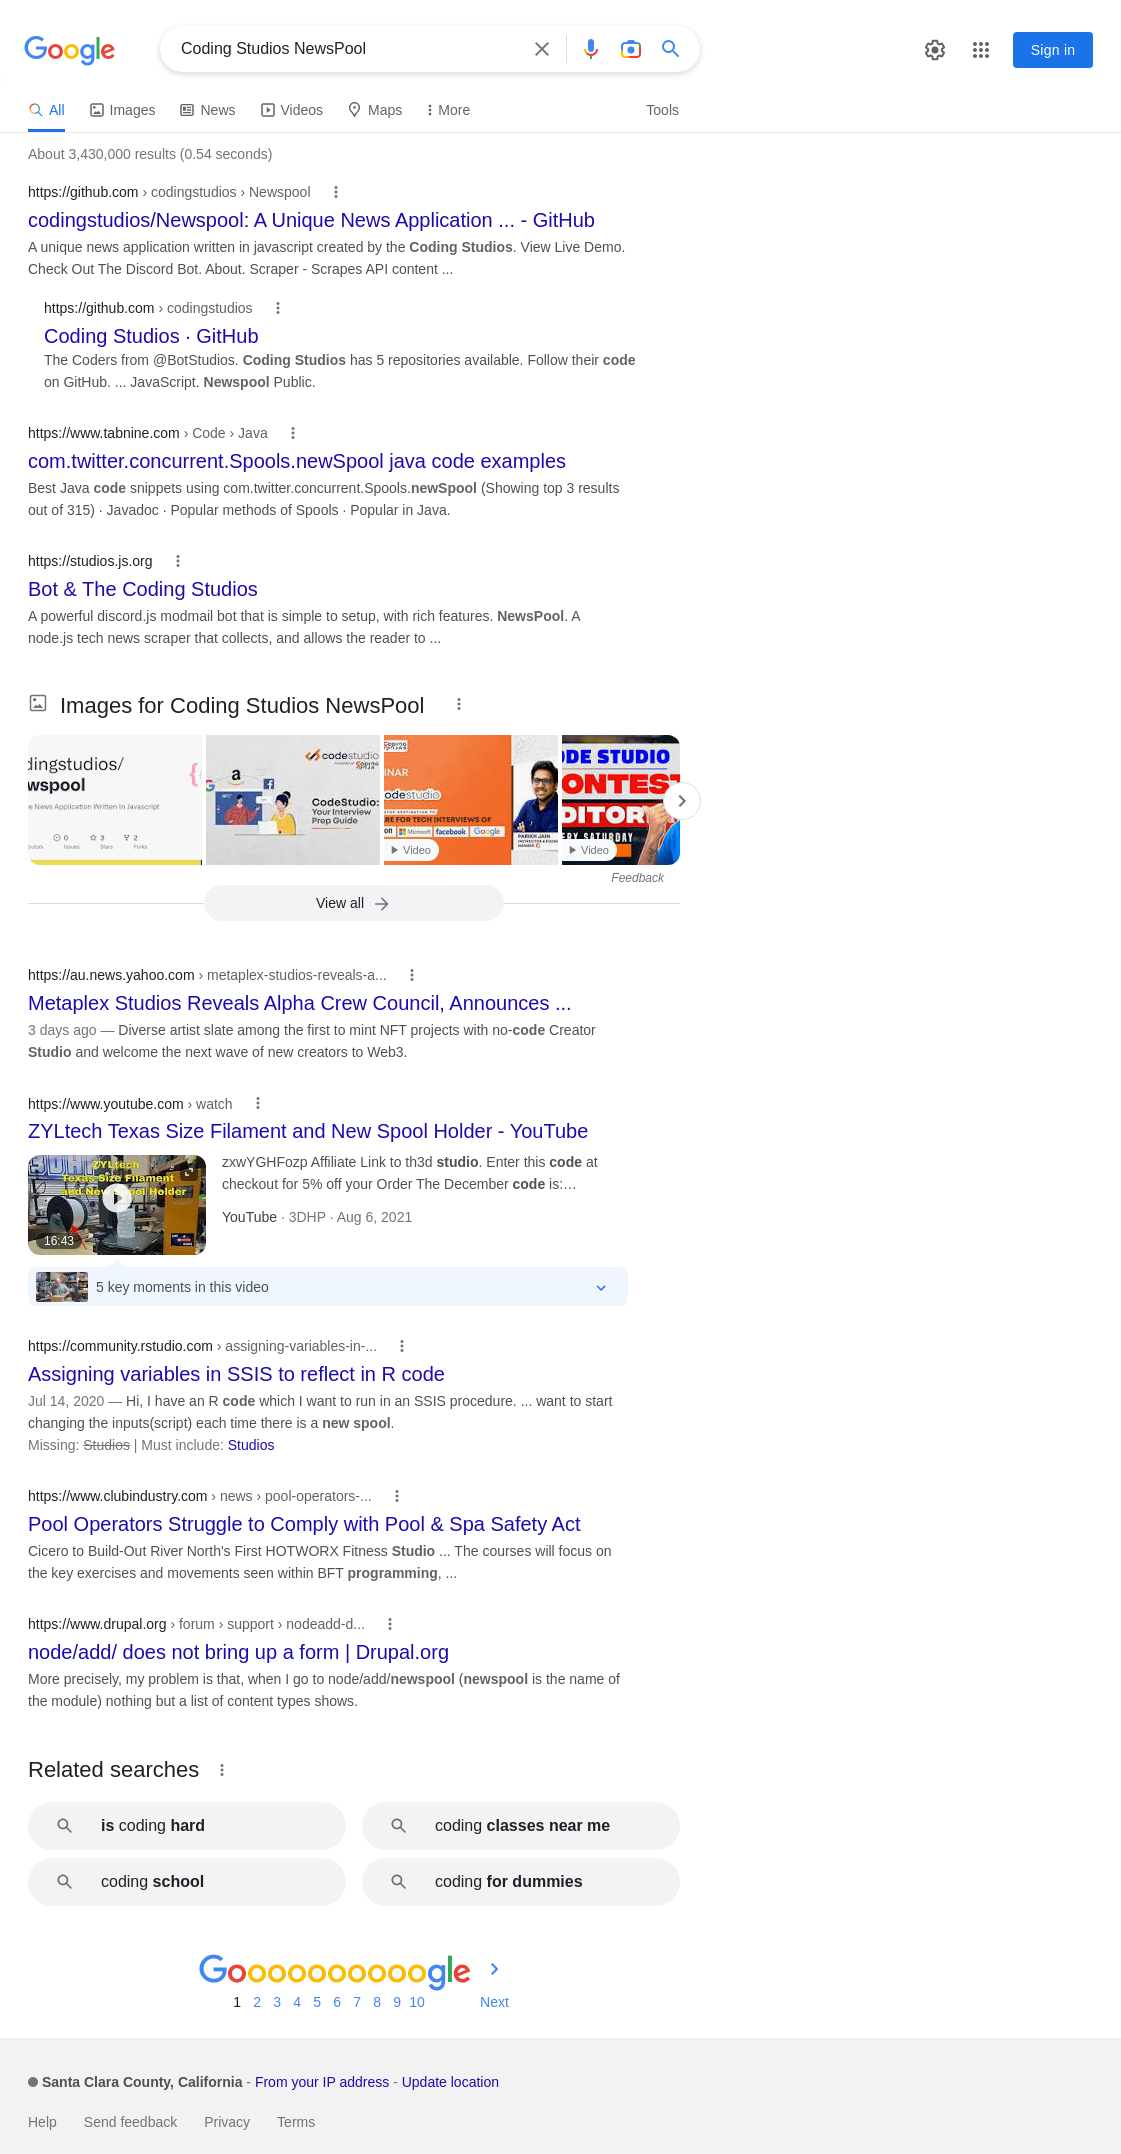 Google
Coding Studios NewsPool
Sign in
All Images News Videos Maps More Tools
About 3,430,000 results (0.54 seconds)
https://github.com › codingstudios › Newspool
codingstudios/Newspool: A Unique News Application ... - GitHub
A unique news application written in javascript created by the Coding Studios. View Live Demo.
Check Out The Discord Bot. About. Scraper - Scrapes API content ...
https://github.com › codingstudios
Coding Studios · GitHub
The Coders from @BotStudios. Coding Studios has 5 repositories available. Follow their code
on GitHub. ... JavaScript. Newspool Public.
https://www.tabnine.com › Code › Java
com.twitter.concurrent.Spools.newSpool java code examples
Best Java code snippets using com.twitter.concurrent.Spools.newSpool (Showing top 3 results
out of 315) · Javadoc · Popular methods of Spools · Popular in Java.
https://studios.js.org
Bot & The Coding Studios
A powerful discord.js modmail bot that is simple to setup, with rich features. NewsPool. A
node.js tech news scraper that collects, and allows the reader to ...
Images for Coding Studios NewsPool
dingstudios/
wspool
e News Application Written In Javascript
0 3 2
Issues Stars Forks
codestudio
CodeStudio:
Your Interview
Prep Guide
CODING
NINJAS
INAR
codestudio
RE FOR TECH INTERVIEWS OF
Microsoft facebook Google
PARIKH JAIN
Video
ODE STUDIO
ONTEST
DITOR
RY SATURDAY
Video
Feedback
View all
https://au.news.yahoo.com › metaplex-studios-reveals-a...
Metaplex Studios Reveals Alpha Crew Council, Announces ...
3 days ago — Diverse artist slate among the first to mint NFT projects with no-code Creator
Studio and welcome the next wave of new creators to Web3.
https://www.youtube.com › watch
ZYLtech Texas Size Filament and New Spool Holder - YouTube
ZYLtech
Texas Size Filament
and New Spool Holder
16:43
zxwYGHFozp Affiliate Link to th3d studio. Enter this code at
checkout for 5% off your Order The December code is:…
YouTube · 3DHP · Aug 6, 2021
5 key moments in this video
https://community.rstudio.com › assigning-variables-in-...
Assigning variables in SSIS to reflect in R code
Jul 14, 2020 — Hi, I have an R code which I want to run in an SSIS procedure. ... want to start
changing the inputs(script) each time there is a new spool.
Missing: Studios | Must include: Studios
https://www.clubindustry.com › news › pool-operators-...
Pool Operators Struggle to Comply with Pool & Spa Safety Act
Cicero to Build-Out River North's First HOTWORX Fitness Studio ... The courses will focus on
the key exercises and movements seen within BFT programming, ...
https://www.drupal.org › forum › support › nodeadd-d...
node/add/ does not bring up a form | Drupal.org
More precisely, my problem is that, when I go to node/add/newspool (newspool is the name of
the module) nothing but a list of content types shows.
Related searches
is coding hard
coding classes near me
coding school
coding for dummies
Goooooooooogle
1 2 3 4 5 6 7 8 9 10 Next
Santa Clara County, California - From your IP address - Update location
Help Send feedback Privacy Terms